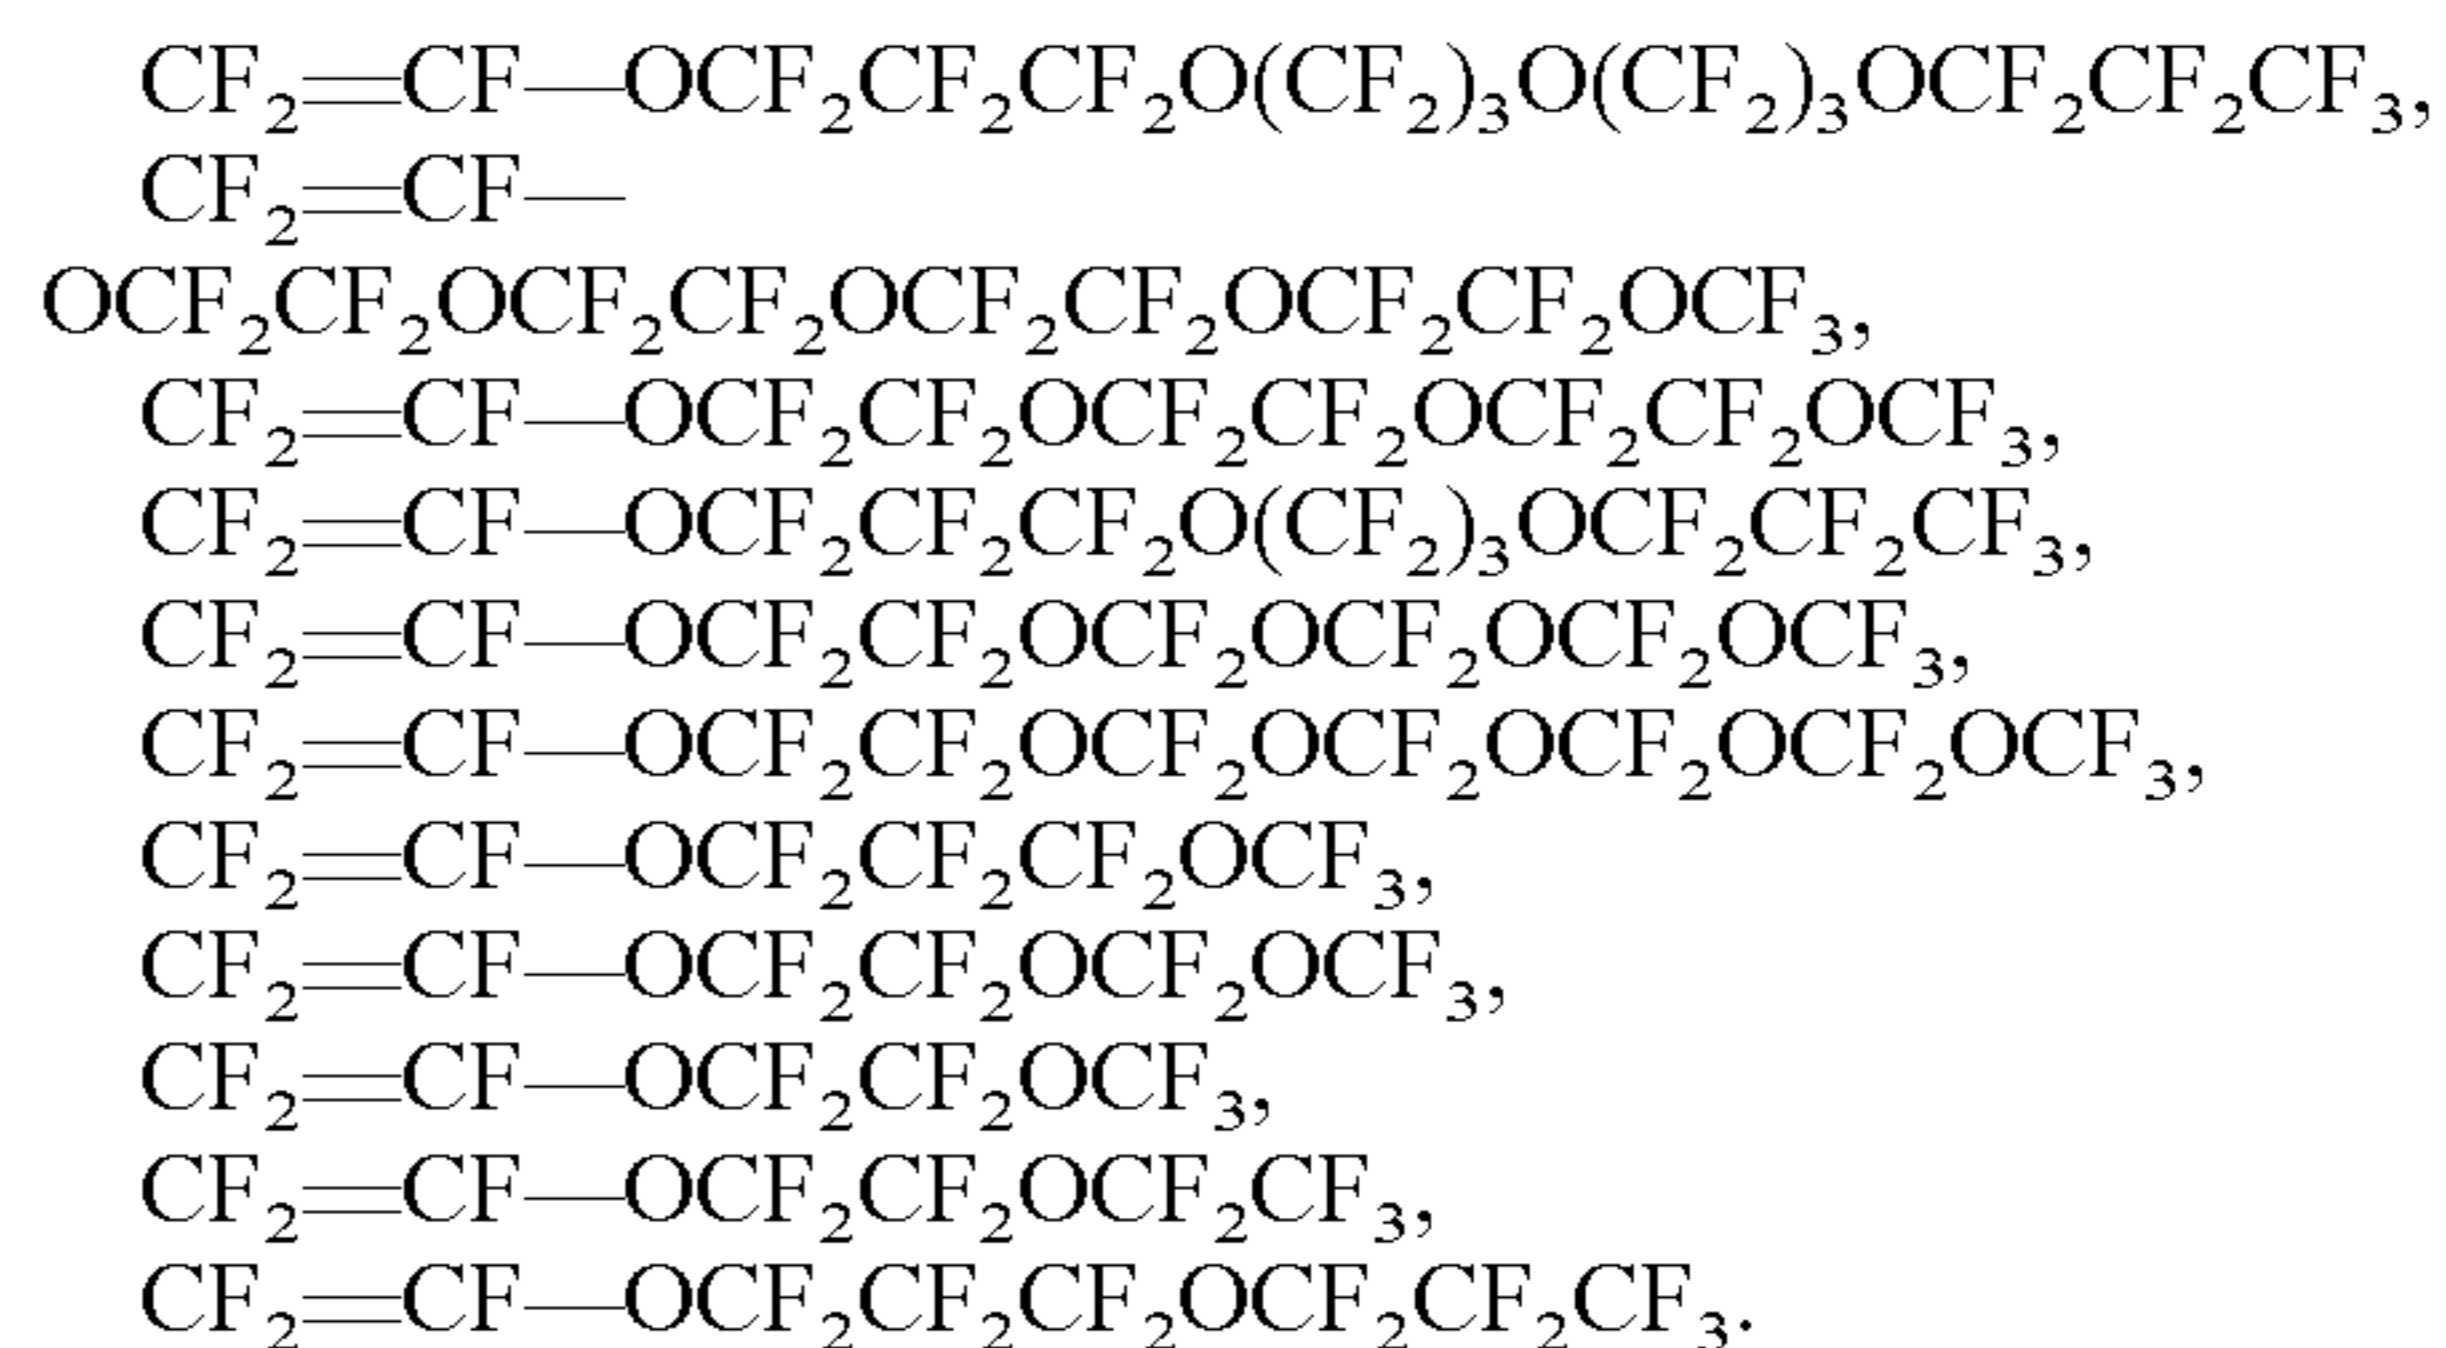 CF₂═CF—OCF₂CF₂CF₂O(CF₂)₃O(CF₂)₃OCF₂CF₂CF₃,
CF₂═CF—
OCF₂CF₂OCF₂CF₂OCF₂CF₂OCF₂CF₂OCF₃,
CF₂═CF—OCF₂CF₂OCF₂CF₂OCF₂CF₂OCF₃,
CF₂═CF—OCF₂CF₂CF₂O(CF₂)₃OCF₂CF₂CF₃,
CF₂═CF—OCF₂CF₂OCF₂OCF₂OCF₂OCF₃,
CF₂═CF—OCF₂CF₂OCF₂OCF₂OCF₂OCF₂OCF₃,
CF₂═CF—OCF₂CF₂CF₂OCF₃,
CF₂═CF—OCF₂CF₂OCF₂OCF₃,
CF₂═CF—OCF₂CF₂OCF₃,
CF₂═CF—OCF₂CF₂OCF₂CF₃,
CF₂═CF—OCF₂CF₂CF₂OCF₂CF₂CF₃.